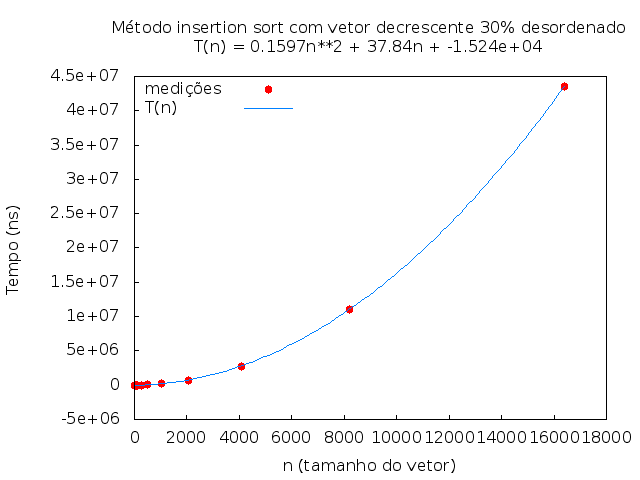 Método insertion sort com vetor decrescente 30% desordenado
T(n) = 0.1597n**2 + 37.84n + -1.524e+04
4.5e+07
4e+07
3.5e+07
3e+07
2.5e+07
2e+07
1.5e+07
1e+07
5e+06
0
-5e+06
medições
T(n)
Tempo (ns)
0 2000 4000 6000 8000 10000 12000 14000 16000 18000
n (tamanho do vetor)